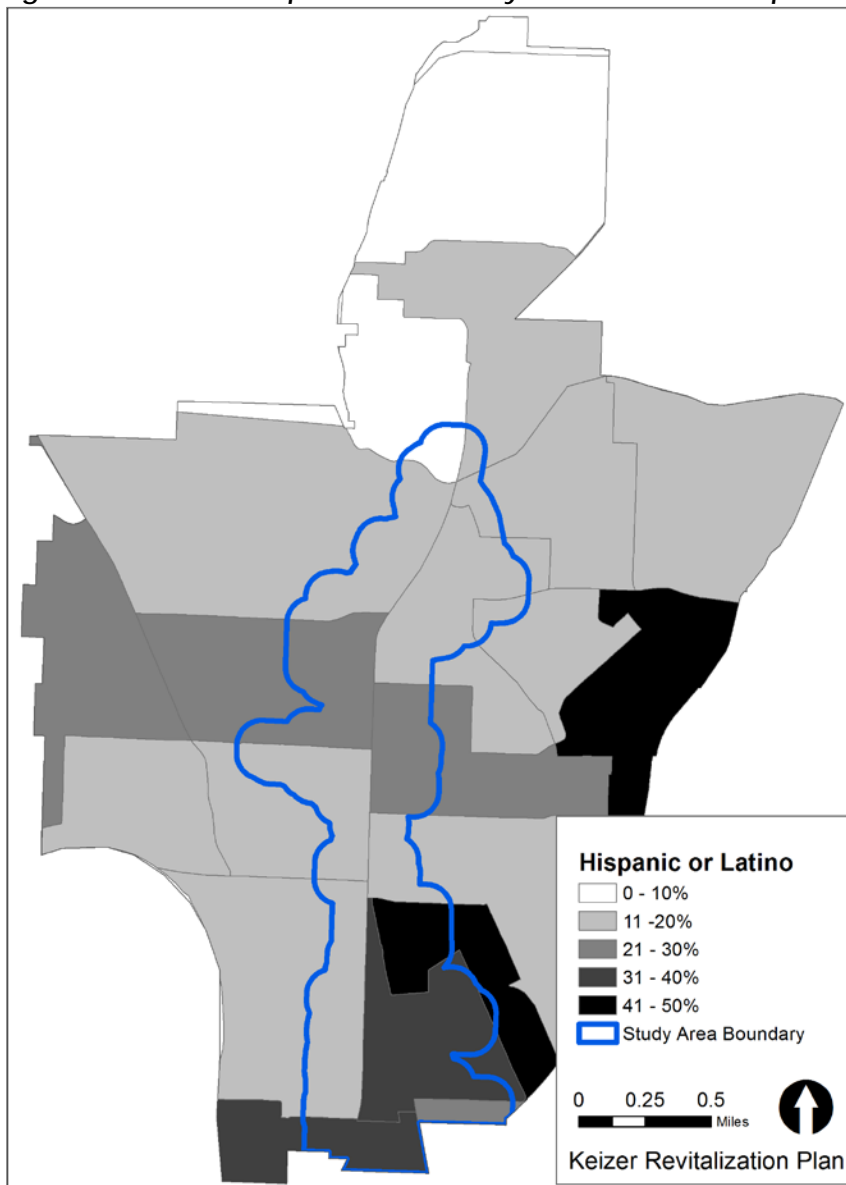 Hispanic or Latino
0 - 10%
11 -20%
21 - 30%
31 - 40%
41 - 50%
Study Area Boundary
0 0.25 0.5
Miles
Keizer Revitalization Plan